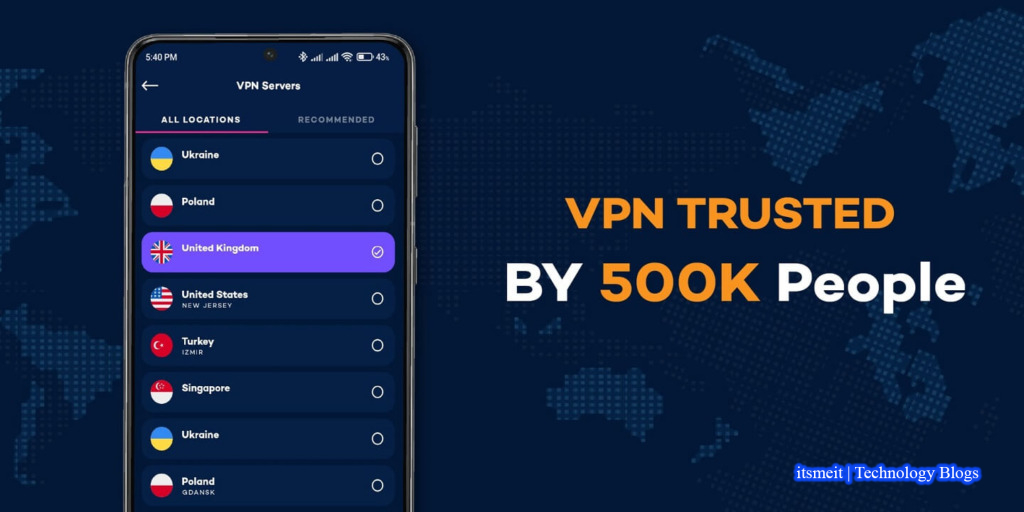 5:40 PM
43%
VPN Servers
ALL LOCATIONS
RECOMMENDED
Ukraine
Poland
United Kingdom
United States
NEW JERSEY
Turkey
IZMIR
Singapore
Ukraine
Poland
GDANSK
VPN TRUSTED
BY 500K People
itsmeit | Technology Blogs